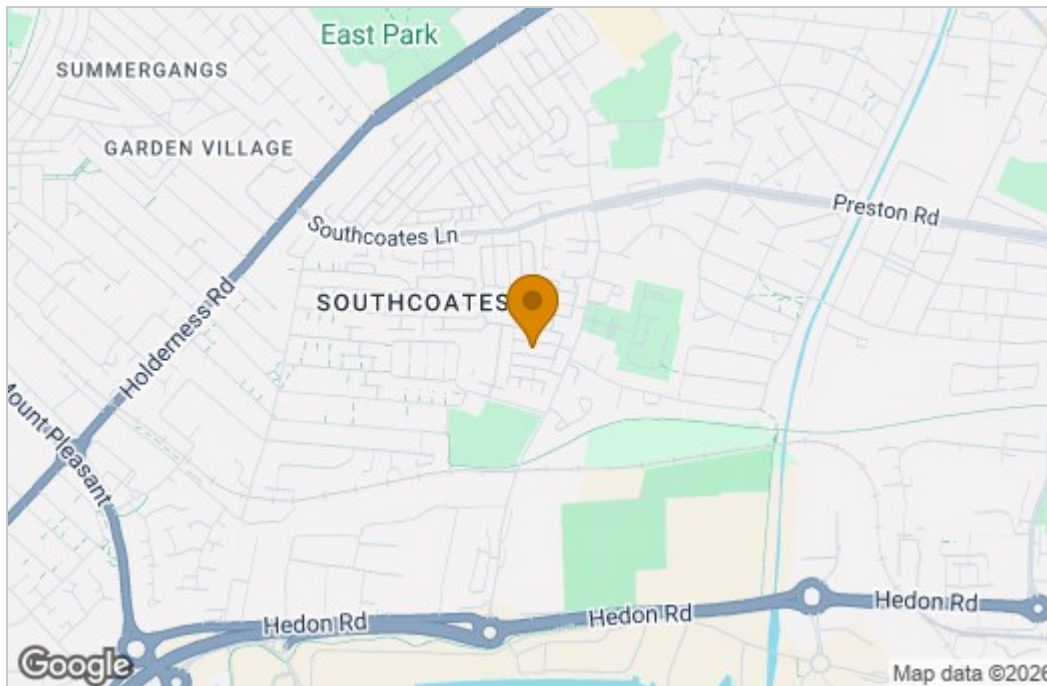 East Park
SUMMERGANGS
GARDEN VILLAGE
Preston Rd
Southcoates Ln
SOUTHCOATES
Holderness Rd
Mount Pleasant
Hedon Rd
Hedon Rd
Hedon Rd
Google
Map data ©2026